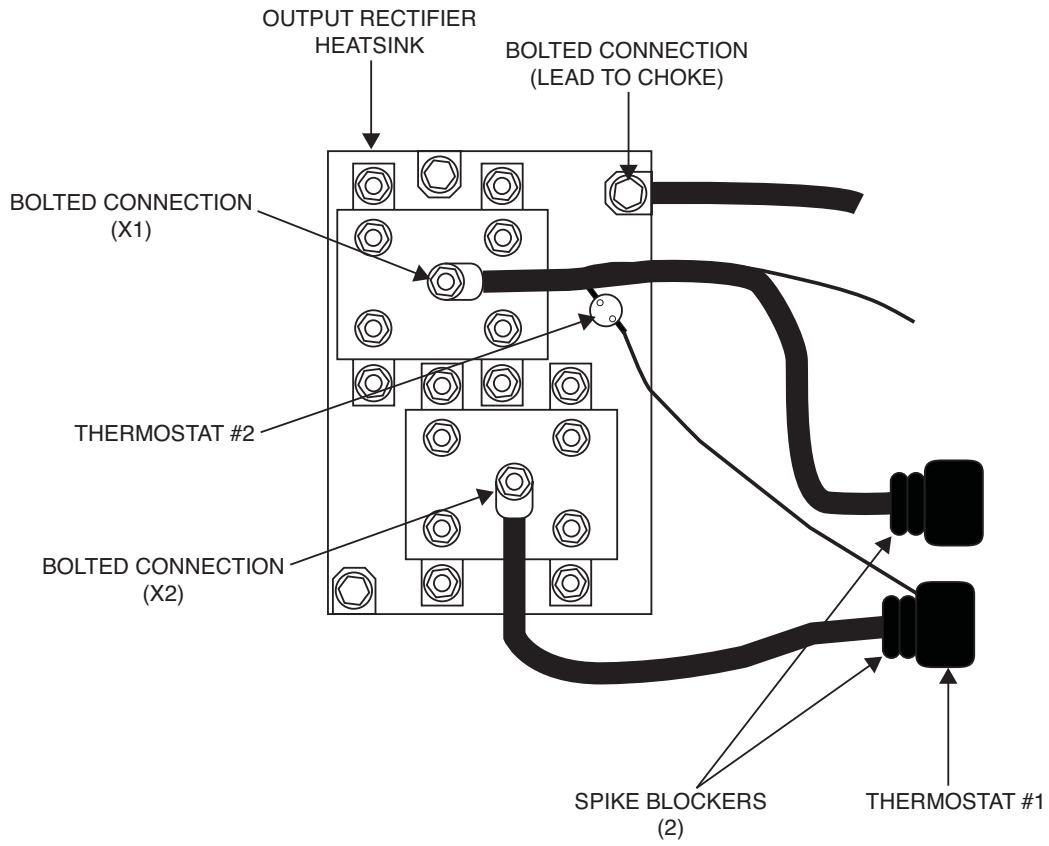 OUTPUT RECTIFIER
HEATSINK
BOLTED CONNECTION
(LEAD TO CHOKE)
BOLTED CONNECTION
(X1)
THERMOSTAT #2
BOLTED CONNECTION
(X2)
SPIKE BLOCKERS
(2)
THERMOSTAT #1